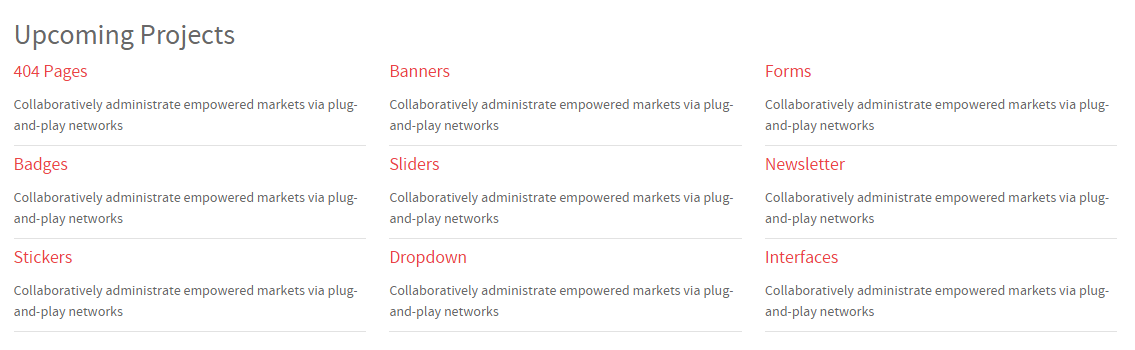 Upcoming Projects
404 Pages
Collaboratively administrate empowered markets via plug-
and-play networks
Banners
Collaboratively administrate empowered markets via plug-
and-play networks
Forms
Collaboratively administrate empowered markets via plug-
and-play networks
Badges
Collaboratively administrate empowered markets via plug-
and-play networks
Sliders
Collaboratively administrate empowered markets via plug-
and-play networks
Newsletter
Collaboratively administrate empowered markets via plug-
and-play networks
Stickers
Collaboratively administrate empowered markets via plug-
and-play networks
Dropdown
Collaboratively administrate empowered markets via plug-
and-play networks
Interfaces
Collaboratively administrate empowered markets via plug-
and-play networks